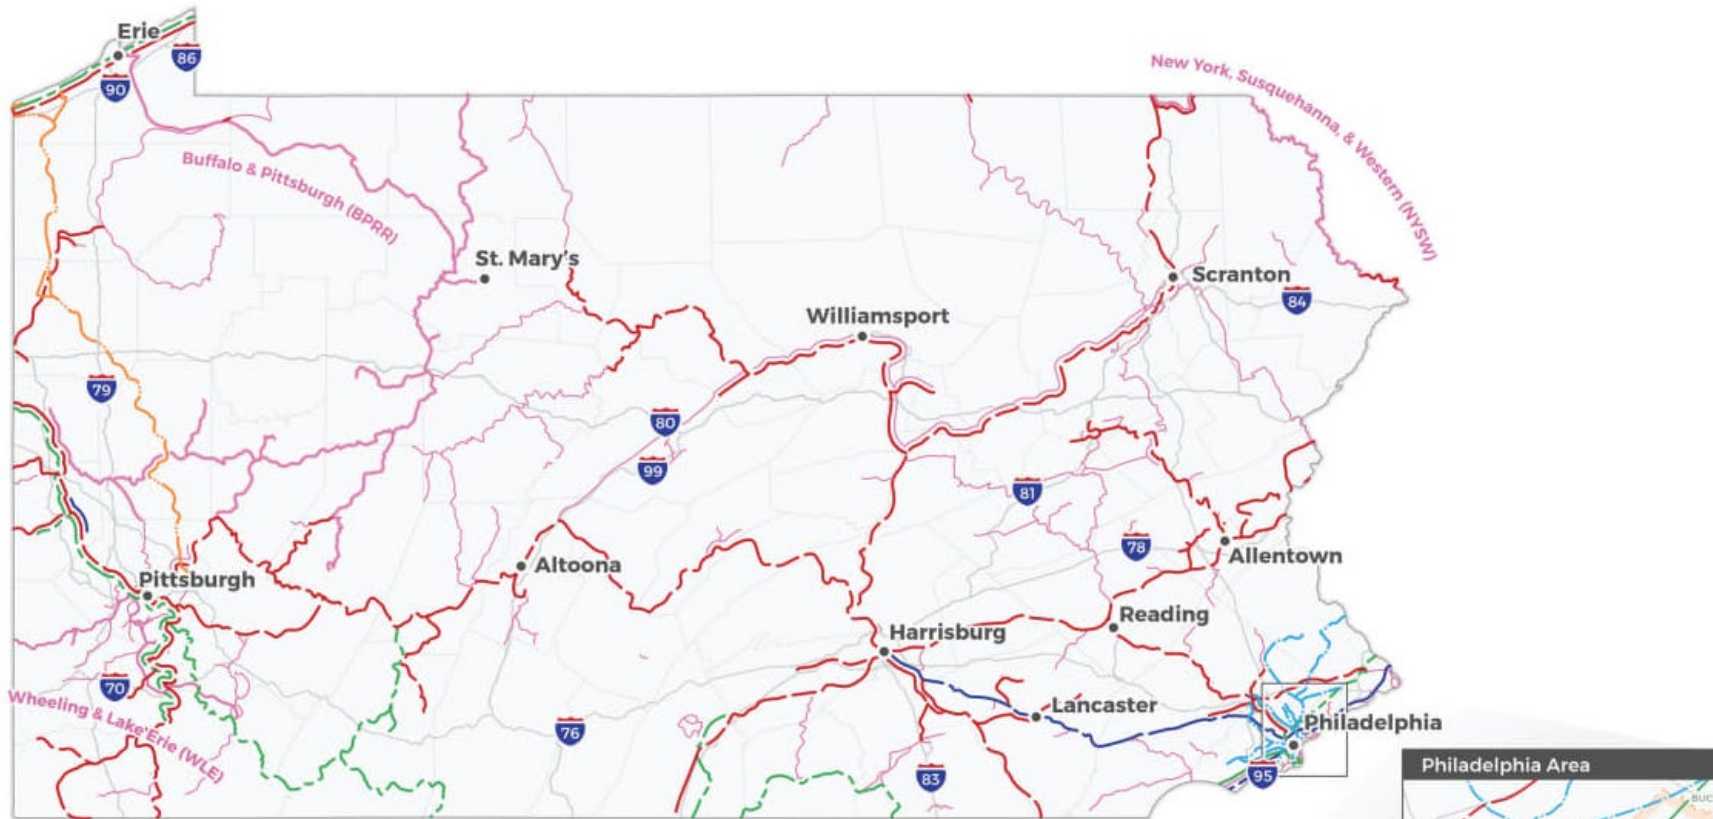 Erie
86
90
New York, Susquehanna, & Western (NYSW)
Buffalo & Pittsburgh (BPRR)
St. Mary's
Scranton
84
Williamsport
79
80
99
81
78
Allentown
Altoona
Pittsburgh
Reading
Harrisburg
70
Wheeling & Lake Erie (WLE)
Lancaster
76
Philadelphia
83
95
Philadelphia Area
BUC